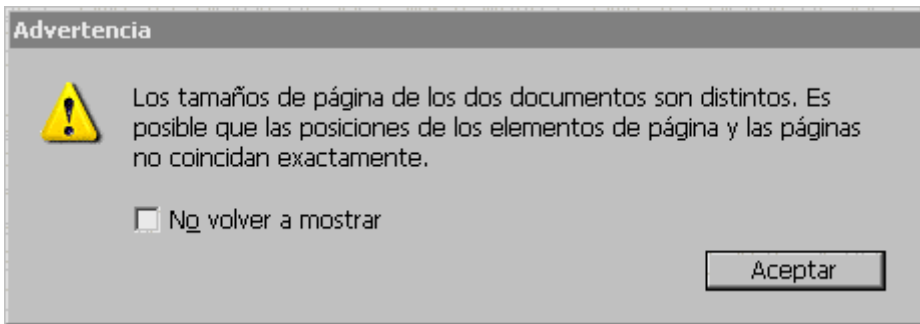 Advertencia
Los tamaños de página de los dos documentos son distintos. Es
posible que las posiciones de los elementos de página y las páginas
no coincidan exactamente.
No volver a mostrar
Aceptar